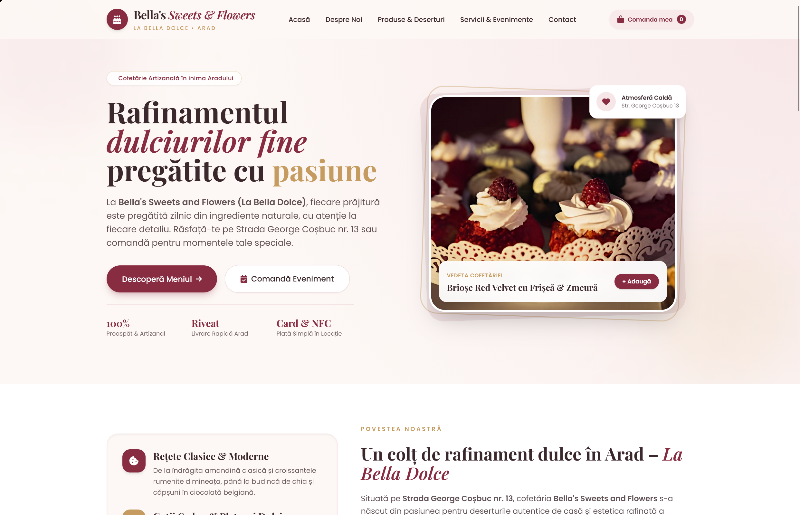 Bella's Sweets & Flowers
LA BELLA DOLCE • ARAD
Acasă
Despre Noi
Produse & Deserturi
Servicii & Evenimente
Contact
Comanda mea 0
Cofetărie Artizanală în inima Aradului
Rafinamentul
dulciurilor fine
pregătite cu pasiune
La Bella's Sweets and Flowers (La Bella Dolce), fiecare prăjitură
este pregătită zilnic din ingrediente naturale, cu atenție la
fiecare detaliu. Răsfață-te pe Strada George Coșbuc nr. 13 sau
comandă pentru momentele tale speciale.
Descoperă Meniul →
Comandă Eveniment
100%
Proaspăt & Artizanal
Rivcat
Livrare Rapidă Arad
Card & NFC
Plată Simplă în Locație
Atmosferă Caldă
Str. George Coșbuc 13
VEDETA COFETĂRIEI
Brioșe Red Velvet cu Frișcă & Zmeură
+ Adaugă
Rețete Clasice & Moderne
De la îndrăgita amandină clasică și croissantele
rumenite dimineața, până la budincă de chia și
căpșuni în ciocolată belgiană.
POVESTEA NOASTRĂ
Un colț de rafinament dulce în Arad – La
Bella Dolce
Situată pe Strada George Coșbuc nr. 13, cofetăria Bella's Sweets and Flowers s-a
născut din pasiunea pentru deserturile autentice de casă și estetica rafinată a